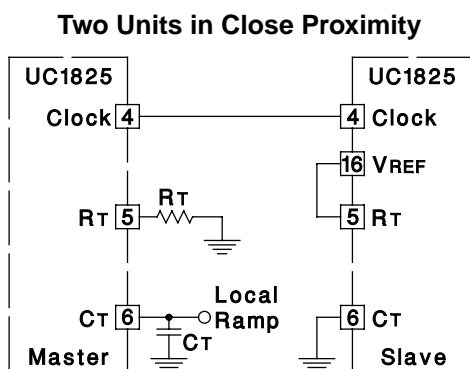 Two Units in Close Proximity
UC1825 UC1825
Clock 4 4 Clock
16 VREF
RT
RT 5 5 RT
Local
CT 6 Ramp 6 CT
CT
Master Slave